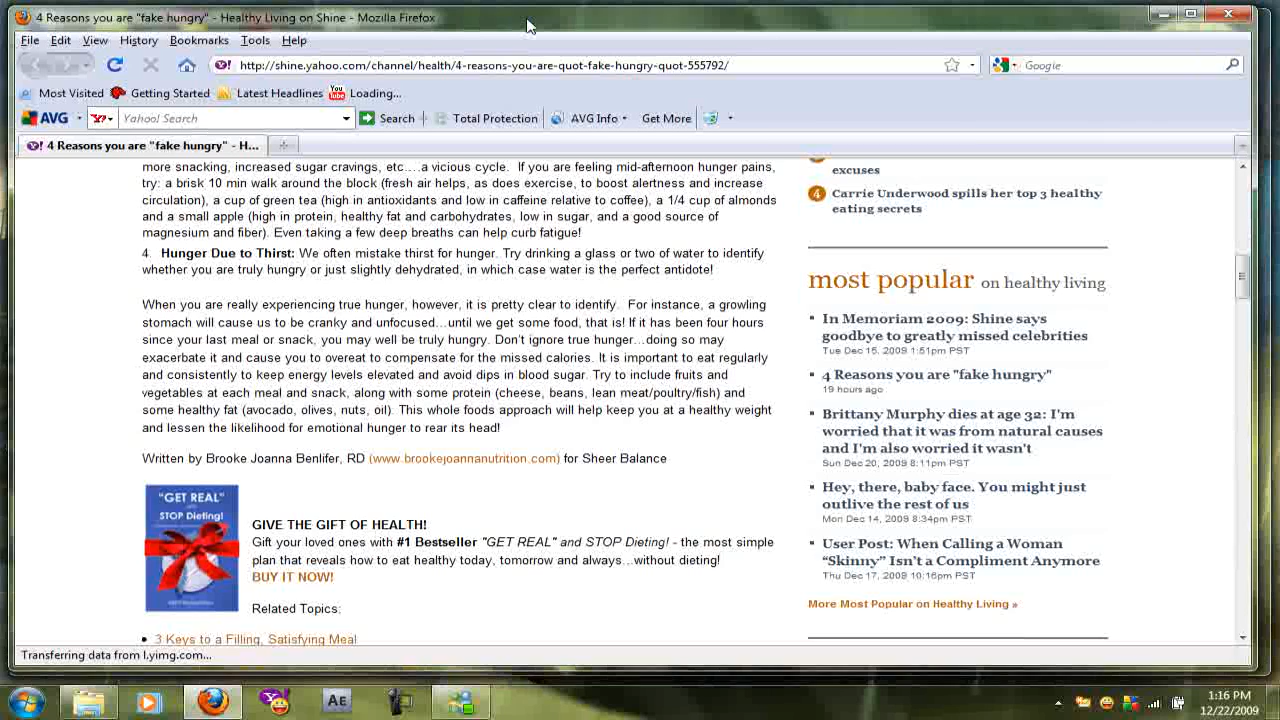 4 Reasons you are "fake hungry" - Healthy Living on Shine - Mozilla Firefox
File Edit View History Bookmarks Tools Help
http://shine.yahoo.com/channel/health/4-reasons-you-are-quot-fake-hungry-quot-555792/
Google
Most Visited Getting Started Latest Headlines Loading...
AVG Yahoo! Search Search Total Protection AVG Info Get More
4 Reasons you are "fake hungry" - H...
more snacking, increased sugar cravings, etc....a vicious cycle. If you are feeling mid-afternoon hunger pains,
try: a brisk 10 min walk around the block (fresh air helps, as does exercise, to boost alertness and increase
circulation), a cup of green tea (high in antioxidants and low in caffeine relative to coffee), a 1/4 cup of almonds
and a small apple (high in protein, healthy fat and carbohydrates, low in sugar, and a good source of
magnesium and fiber). Even taking a few deep breaths can help curb fatigue!
4. Hunger Due to Thirst: We often mistake thirst for hunger. Try drinking a glass or two of water to identify
whether you are truly hungry or just slightly dehydrated, in which case water is the perfect antidote!
When you are really experiencing true hunger, however, it is pretty clear to identify. For instance, a growling
stomach will cause us to be cranky and unfocused...until we get some food, that is! If it has been four hours
since your last meal or snack, you may well be truly hungry. Don't ignore true hunger...doing so may
exacerbate it and cause you to overeat to compensate for the missed calories. It is important to eat regularly
and consistently to keep energy levels elevated and avoid dips in blood sugar. Try to include fruits and
vegetables at each meal and snack, along with some protein (cheese, beans, lean meat/poultry/fish) and
some healthy fat (avocado, olives, nuts, oil). This whole foods approach will help keep you at a healthy weight
and lessen the likelihood for emotional hunger to rear its head!
Written by Brooke Joanna Benlifer, RD (www.brookejoannanutrition.com) for Sheer Balance
"GET REAL"
STOP Dieting!
GIVE THE GIFT OF HEALTH!
Gift your loved ones with #1 Bestseller "GET REAL" and STOP Dieting! - the most simple
plan that reveals how to eat healthy today, tomorrow and always...without dieting!
BUY IT NOW!
Related Topics:
3 Keys to a Filling, Satisfying Meal
excuses
4 Carrie Underwood spills her top 3 healthy
eating secrets
most popular on healthy living
In Memoriam 2009: Shine says
goodbye to greatly missed celebrities
Tue Dec 15, 2009 1:51pm PST
4 Reasons you are "fake hungry"
19 hours ago
Brittany Murphy dies at age 32: I'm
worried that it was from natural causes
and I'm also worried it wasn't
Sun Dec 20, 2009 8:11pm PST
Hey, there, baby face. You might just
outlive the rest of us
Mon Dec 14, 2009 8:34pm PST
User Post: When Calling a Woman
“Skinny” Isn’t a Compliment Anymore
Thu Dec 17, 2009 10:16pm PST
More Most Popular on Healthy Living »
Transferring data from l.yimg.com...
Ae
1:16 PM
12/22/2009